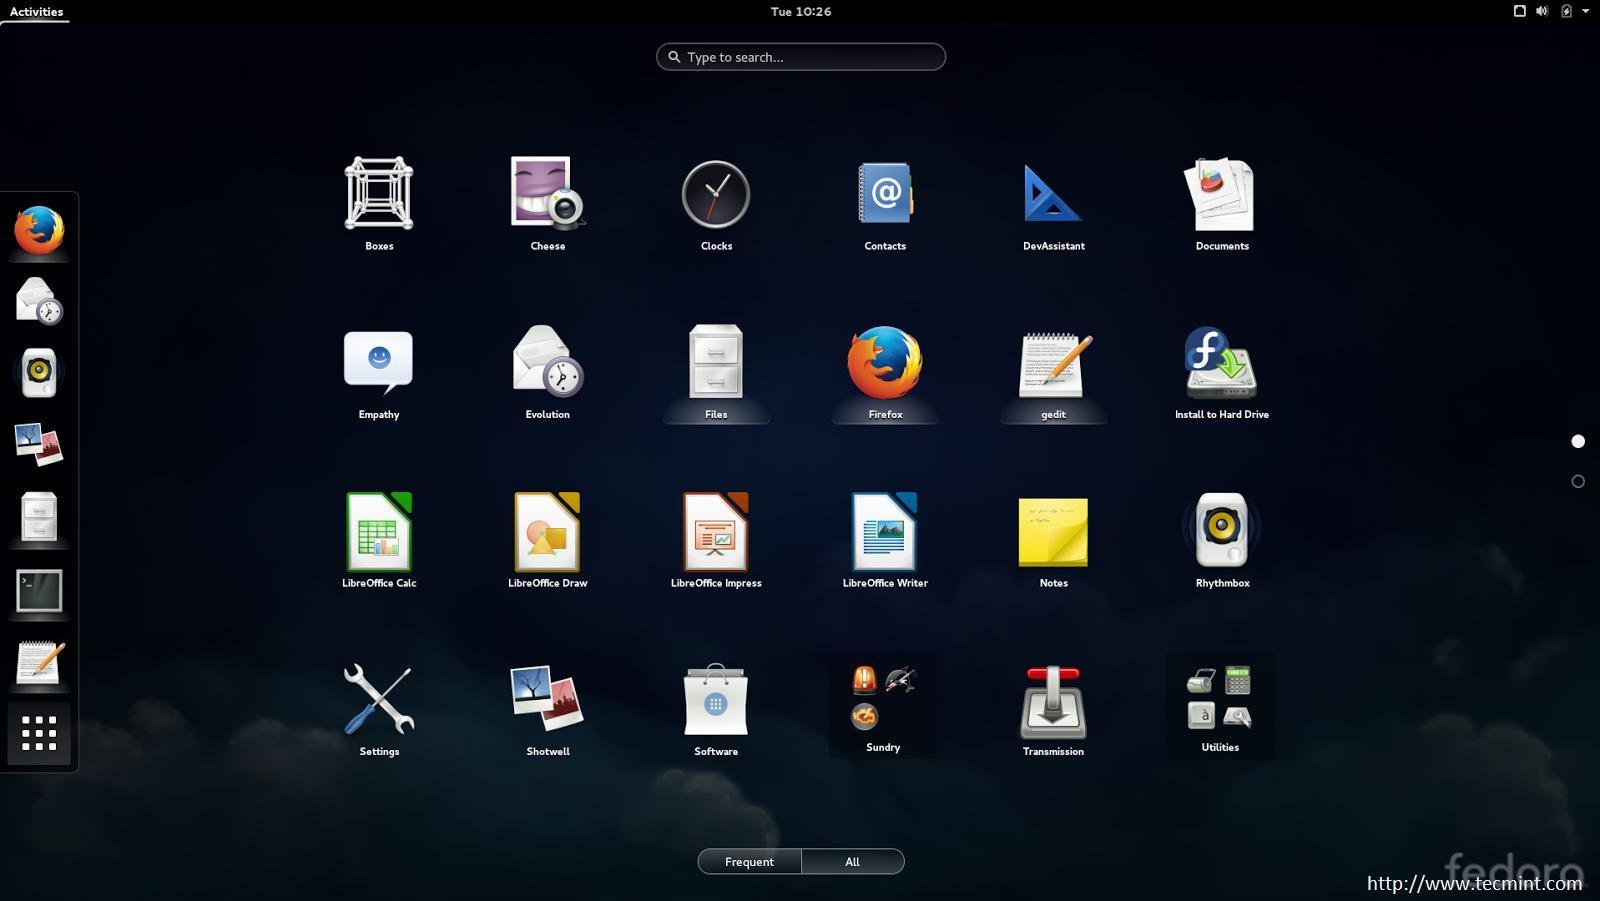 Activities
Tue 10:26
Type to search...
Boxes
Cheese
Clocks
Contacts
DevAssistant
Documents
Empathy
Evolution
Files
Firefox
gedit
Install to Hard Drive
LibreOffice Calc
LibreOffice Draw
LibreOffice Impress
LibreOffice Writer
Notes
Rhythmbox
Settings
Shotwell
Software
Sundry
Transmission
Utilities
Frequent
All
fedora
http://www.tecmint.com